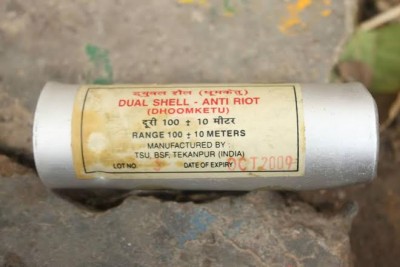 (धूमकेतु)
DUAL SHELL - ANTI RIOT
(DHOOMKETU)
दूरी 100 ± 10 मीटर
RANGE 100 ± 10 METERS
MANUFACTURED BY
TSU, BSF, TEKANPUR (INDIA)
LOT NO. DATE OF EXPIRY OCT.2009